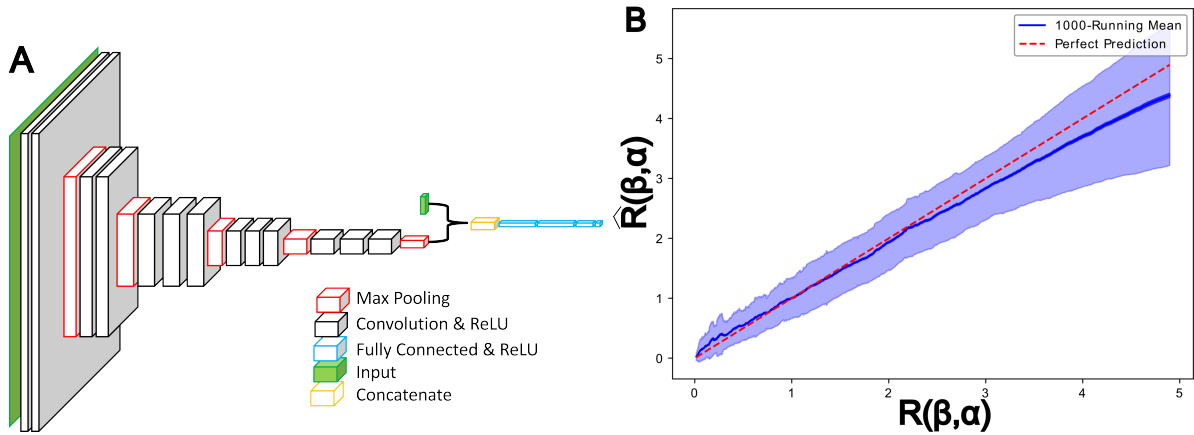 A
Max Pooling
Convolution & ReLU
Fully Connected & ReLU
Input
Concatenate
B
1000-Running Mean
Perfect Prediction
R̂(β,α)
5
4
3
2
1
0
0 1 2 3 4 5
R(β,α)